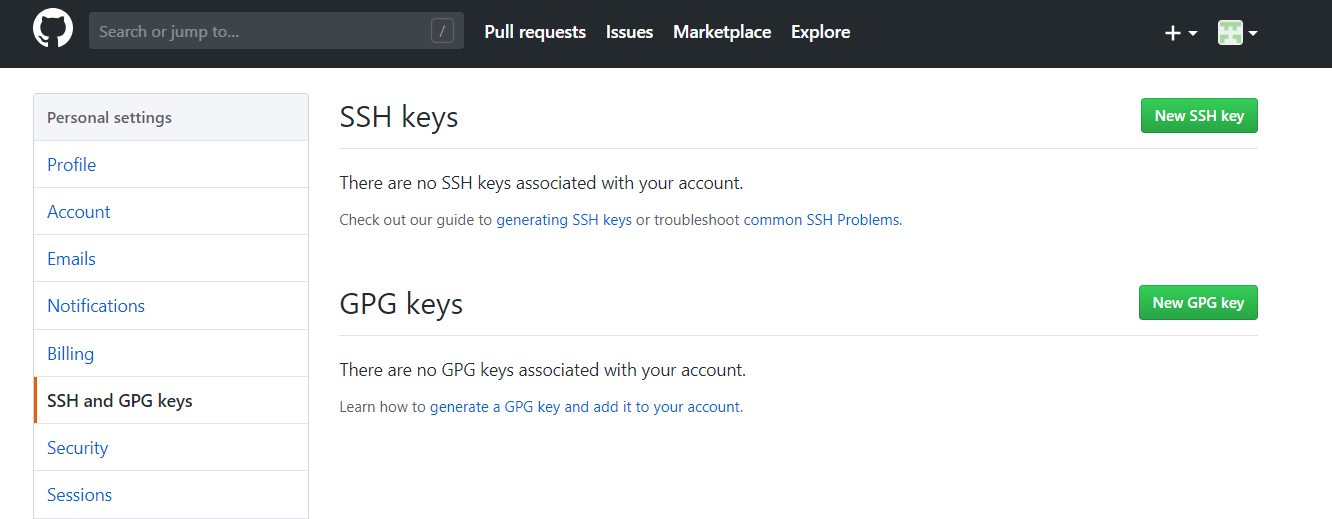 Search or jump to...
/
Pull requests
Issues
Marketplace
Explore
Personal settings
Profile
Account
Emails
Notifications
Billing
SSH and GPG keys
Security
Sessions
SSH keys
New SSH key
There are no SSH keys associated with your account.
Check out our guide to generating SSH keys or troubleshoot common SSH Problems.
GPG keys
New GPG key
There are no GPG keys associated with your account.
Learn how to generate a GPG key and add it to your account.